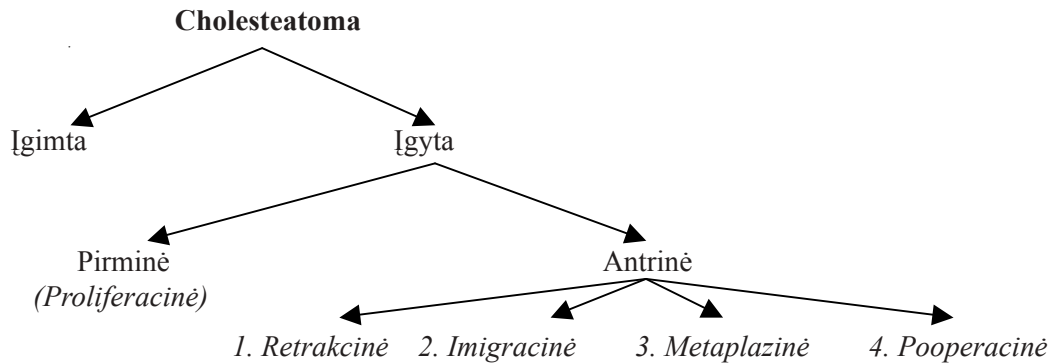 Cholesteatoma
Įgimta Įgyta
Pirminė Antrinė
(Proliferacinė)
1. Retrakcinė 2. Imigracinė 3. Metaplazinė 4. Pooperacinė